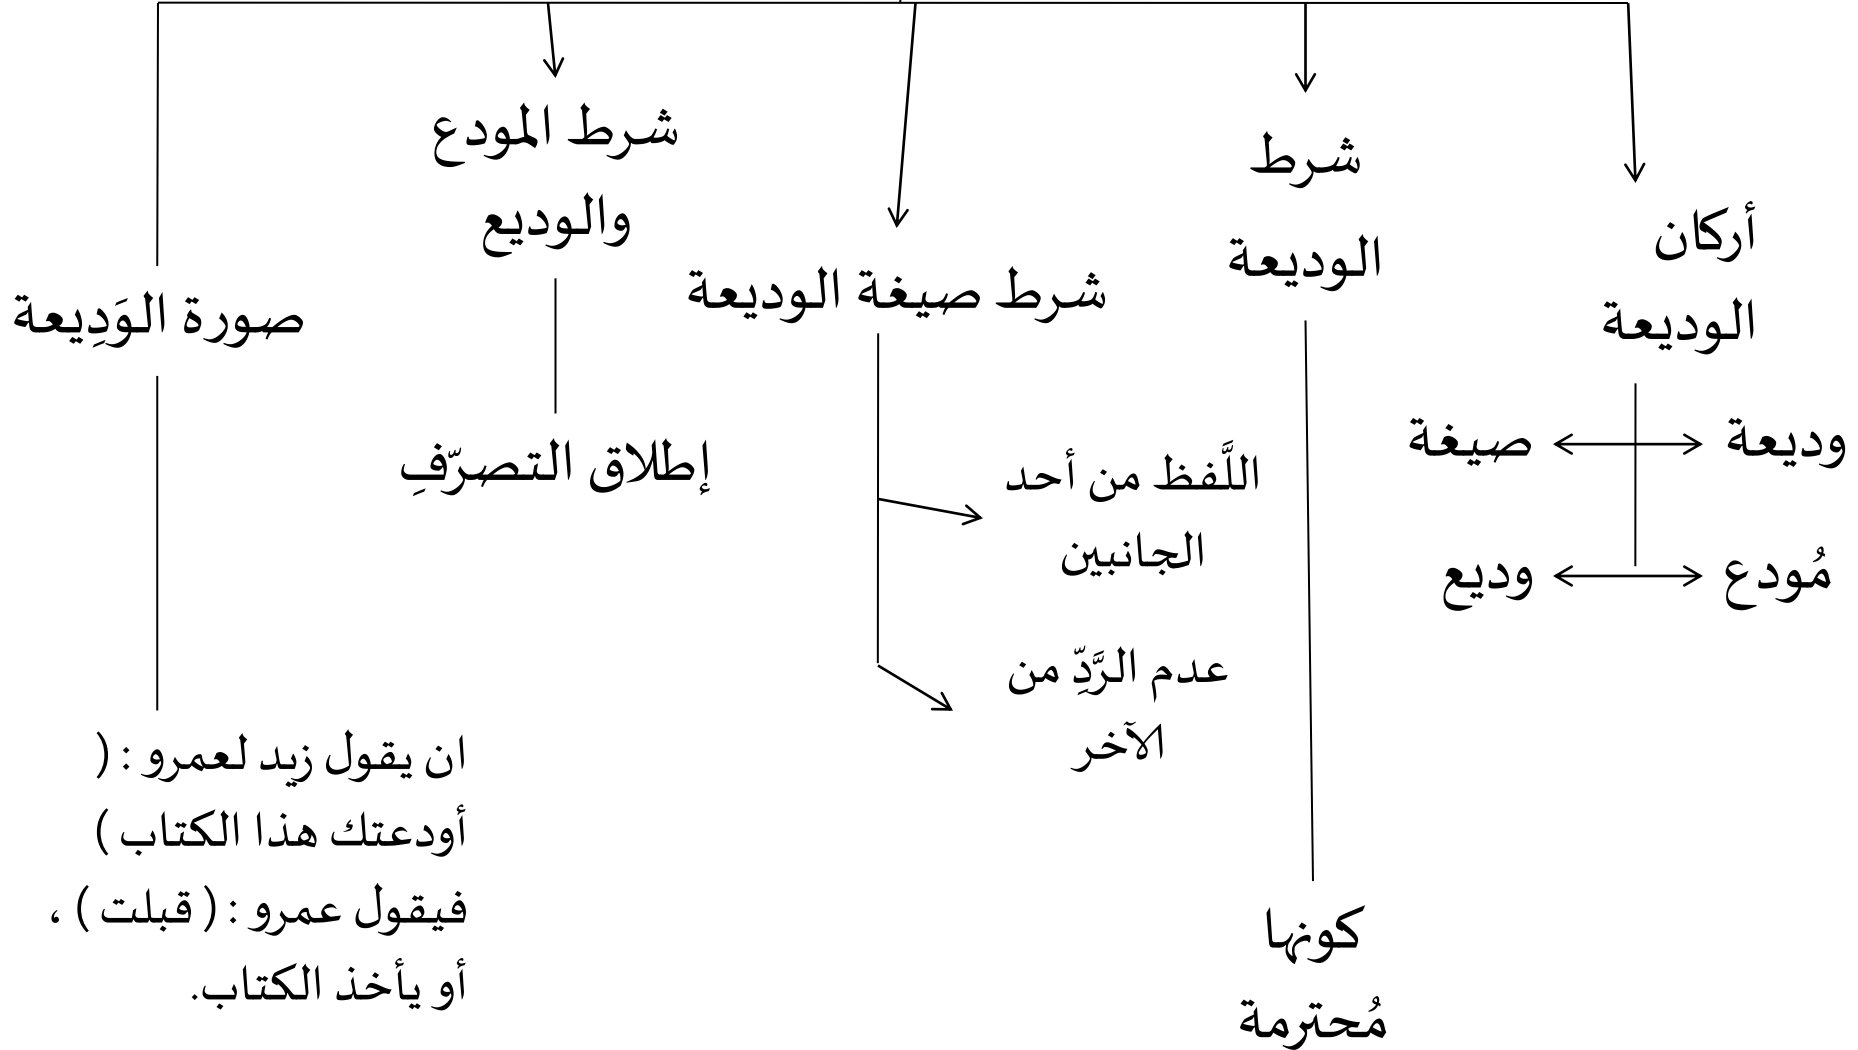 أركان
الوديعة
وديعة
صيغة
مُودع
وديع
شرط
الوديعة
كونها
مُحترمة
شرط صيغة الوديعة
اللَّفظ من أحد
الجانبين
عدم الرَّدِّ من
الآخر
شرط المودع
والوديع
إطلاق التصرّفِ
صورة الوَدِيعة
ان يقول زيد لعمرو : (
أودعتك هذا الكتاب )
فيقول عمرو : ( قبلت ) ،
أو يأخذ الكتاب.